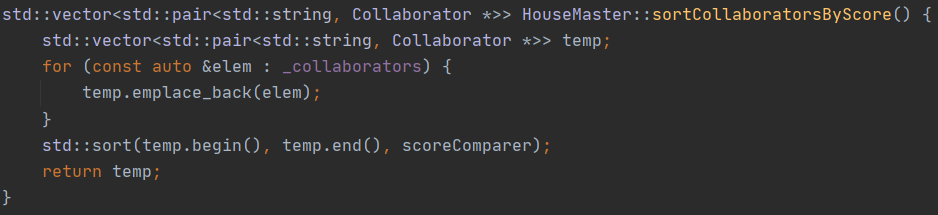 std::vector<std::pair<std::string, Collaborator *>> HouseMaster::sortCollaboratorsByScore() {
    std::vector<std::pair<std::string, Collaborator *>> temp;
    for (const auto &elem : _collaborators) {
        temp.emplace_back(elem);
    }
    std::sort(temp.begin(), temp.end(), scoreComparer);
    return temp;
}